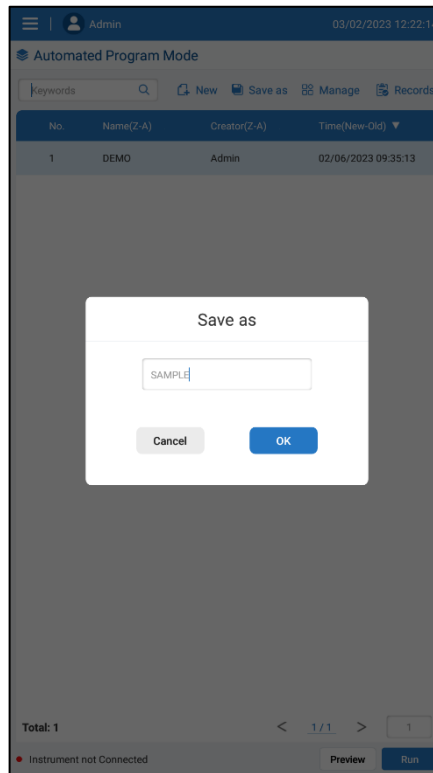 Admin 03/02/2023 12:22:14
Automated Program Mode
Keywords New Save as Manage Records
No. Name(Z-A) Creator(Z-A) Time(New-Old) ▼
1 DEMO Admin 02/06/2023 09:35:13
Save as
SAMPLE
Cancel OK
Total: 1 < 1/1 > 1
Instrument not Connected Preview Run